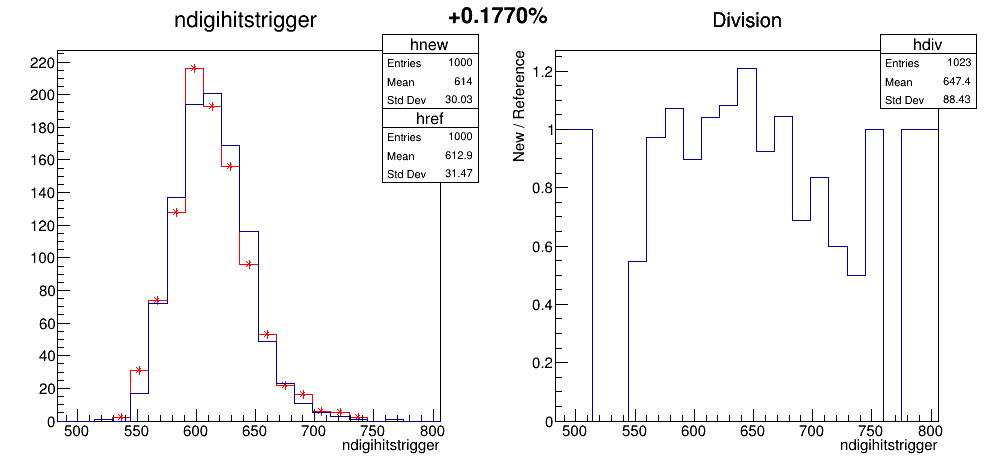 ndigihitstrigger
+0.1770%
Division
hnew
Entries 1000
Mean 614
Std Dev 30.03
href
Entries 1000
Mean 612.9
Std Dev 31.47
220
200
180
160
140
120
100
80
60
40
20
0
500 550 600 650 700 750 800
ndigihitstrigger
hdiv
Entries 1023
Mean 647.4
Std Dev 88.43
New / Reference
1.2
1
0.8
0.6
0.4
0.2
0
500 550 600 650 700 750 800
ndigihitstrigger